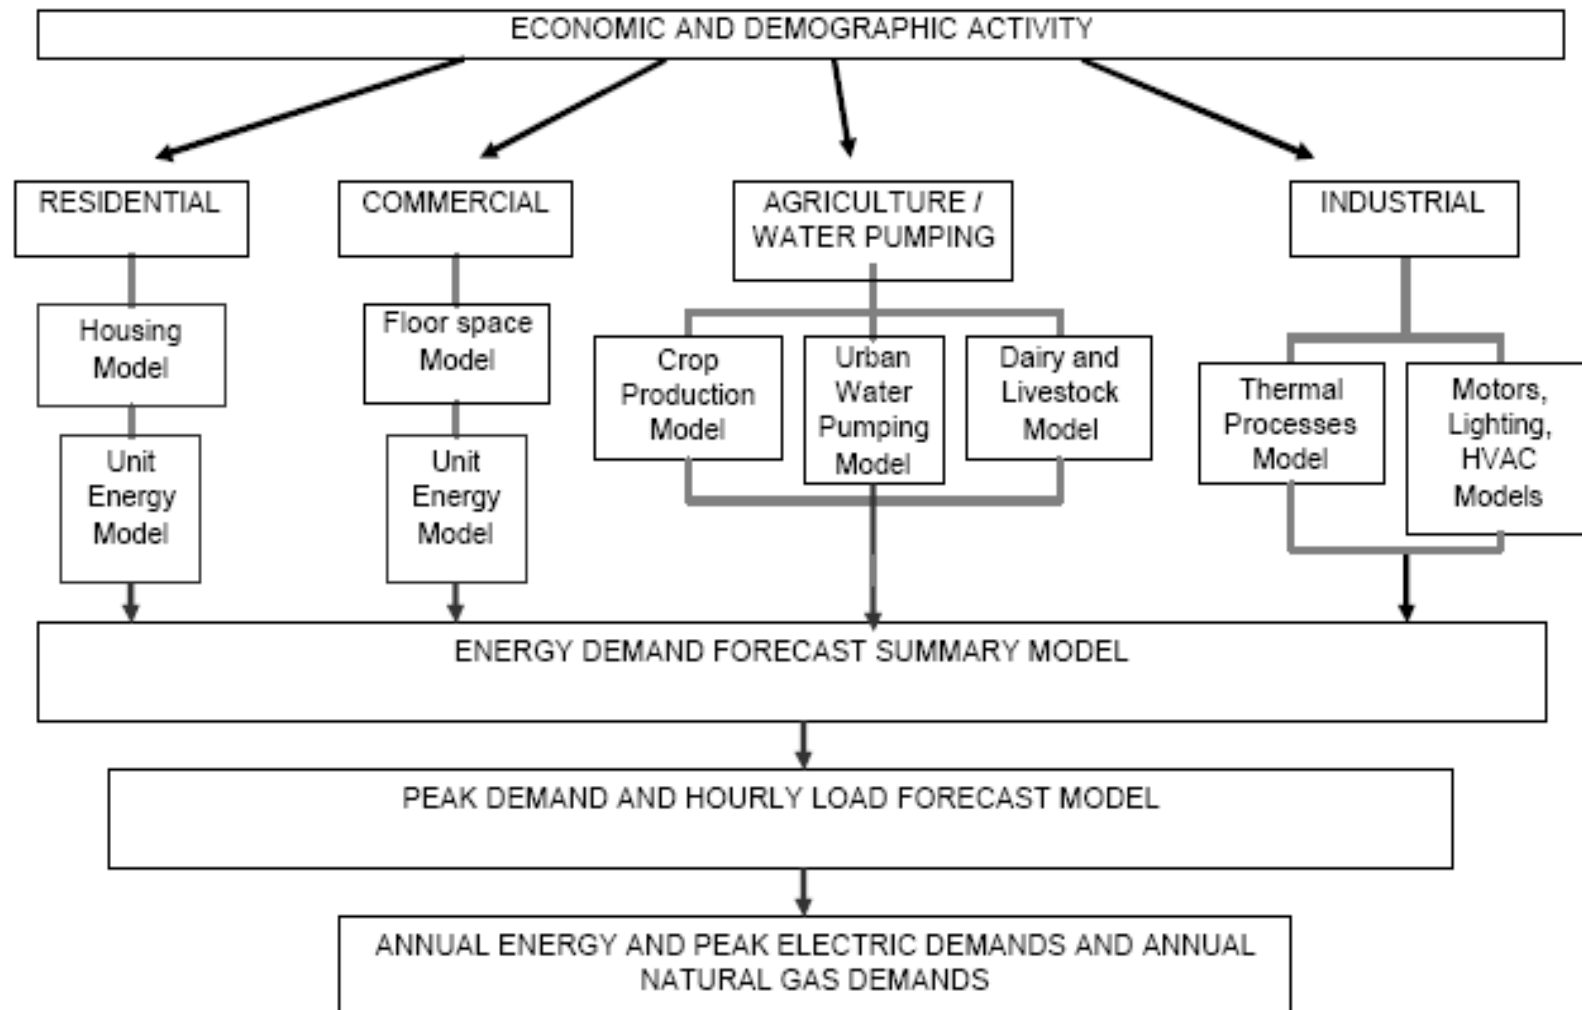 ECONOMIC AND DEMOGRAPHIC ACTIVITY
RESIDENTIAL
COMMERCIAL
AGRICULTURE /
WATER PUMPING
INDUSTRIAL
Housing
Model
Floor space
Model
Crop
Production
Model
Urban
Water
Pumping
Model
Dairy and
Livestock
Model
Thermal
Processes
Model
Motors,
Lighting,
HVAC
Models
Unit
Energy
Model
Unit
Energy
Model
ENERGY DEMAND FORECAST SUMMARY MODEL
PEAK DEMAND AND HOURLY LOAD FORECAST MODEL
ANNUAL ENERGY AND PEAK ELECTRIC DEMANDS AND ANNUAL
NATURAL GAS DEMANDS